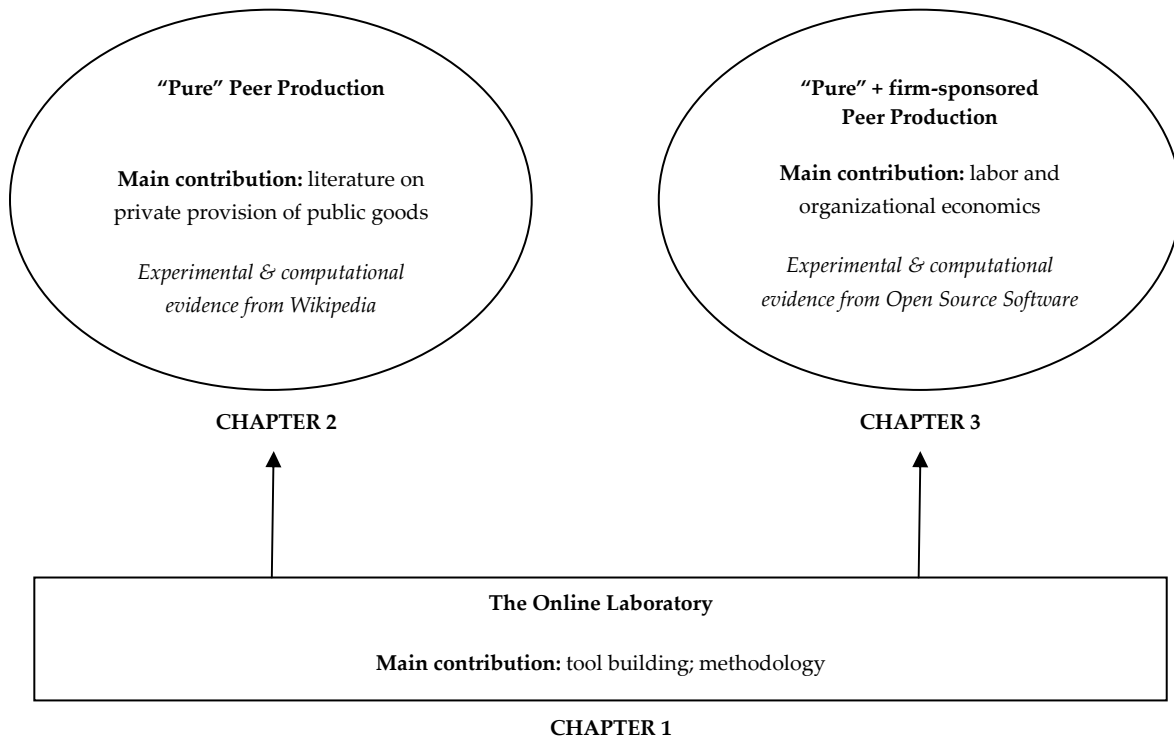 “Pure” Peer Production
Main contribution: literature on
private provision of public goods
Experimental & computational
evidence from Wikipedia
CHAPTER 2
“Pure” + firm-sponsored
Peer Production
Main contribution: labor and
organizational economics
Experimental & computational
evidence from Open Source Software
CHAPTER 3
The Online Laboratory
Main contribution: tool building; methodology
CHAPTER 1